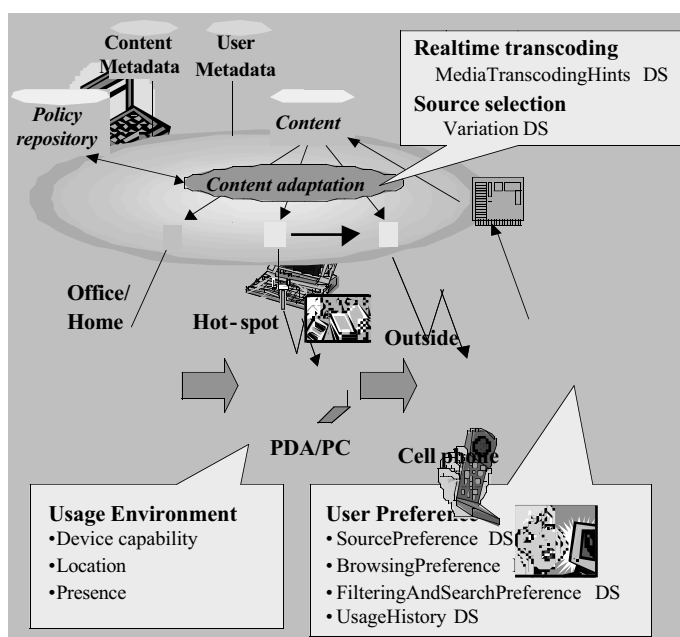 Content
Metadata
User
Metadata
Realtime transcoding
MediaTranscodingHints DS
Source selection
Variation DS
Policy
repository
Content
Content adaptation
Office/
Home
Hot-spot
Outside
PDA/PC
Cell phone
Usage Environment
•Device capability
•Location
•Presence
User Preference
•SourcePreference DS
•BrowsingPreference
•FilteringAndSearchPreference DS
•UsageHistory DS